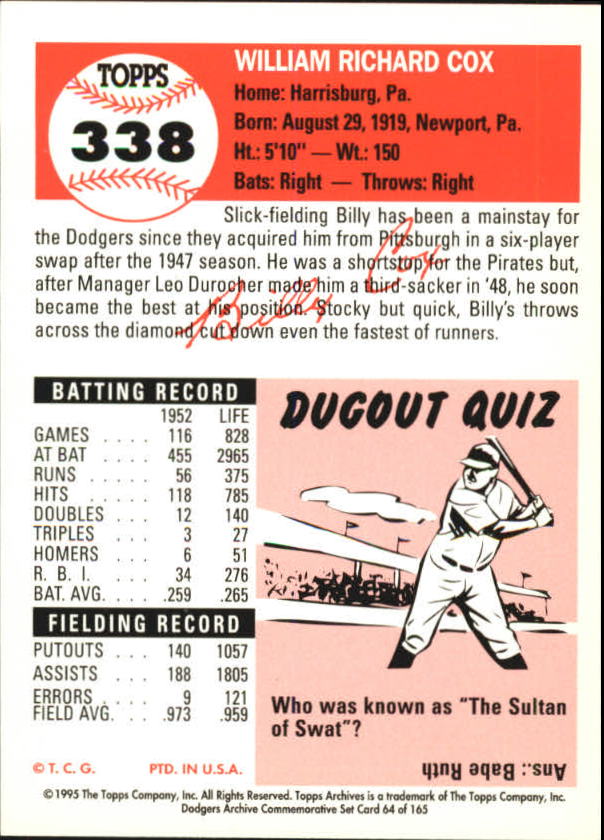 TOPPS
338
WILLIAM RICHARD COX
Home: Harrisburg, Pa.
Born: August 29, 1919, Newport, Pa.
Ht.: 5'10" — Wt.: 150
Bats: Right — Throws: Right
Slick-fielding Billy has been a mainstay for
the Dodgers since they acquired him from Pittsburgh in a six-player
swap after the 1947 season. He was a shortstop for the Pirates but,
after Manager Leo Durocher made him a third-sacker in '48, he soon
became the best at his position. Stocky but quick, Billy's throws
across the diamond cut down even the fastest of runners.
Billy Cox
BATTING RECORD
1952 LIFE
GAMES . . . . 116 828
AT BAT . . . . 455 2965
RUNS . . . . 56 375
HITS . . . . . 118 785
DOUBLES . . . 12 140
TRIPLES . . . 3 27
HOMERS . . . 6 51
R. B. I. . . . . 34 276
BAT. AVG. . . . .259 .265
FIELDING RECORD
PUTOUTS . . . 140 1057
ASSISTS . . . 188 1805
ERRORS . . . 9 121
FIELD AVG. . . .973 .959
© T. C. G. PTD. IN U.S.A.
DUGOUT QUIZ
Who was known as "The Sultan
of Swat"?
Ans.: Babe Ruth
© 1995 The Topps Company, Inc. All Rights Reserved. Topps Archives is a trademark of The Topps Company, Inc.
Dodgers Archive Commemorative Set Card 64 of 165